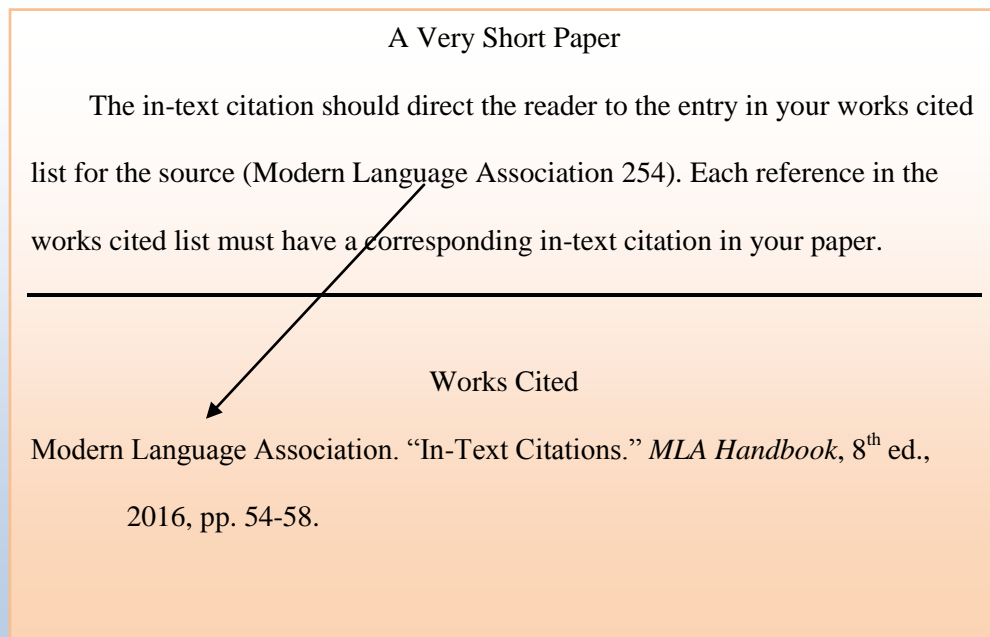 A Very Short Paper
The in-text citation should direct the reader to the entry in your works cited
list for the source (Modern Language Association 254). Each reference in the
works cited list must have a corresponding in-text citation in your paper.
Works Cited
Modern Language Association. “In-Text Citations.” MLA Handbook, 8th ed.,
2016, pp. 54-58.